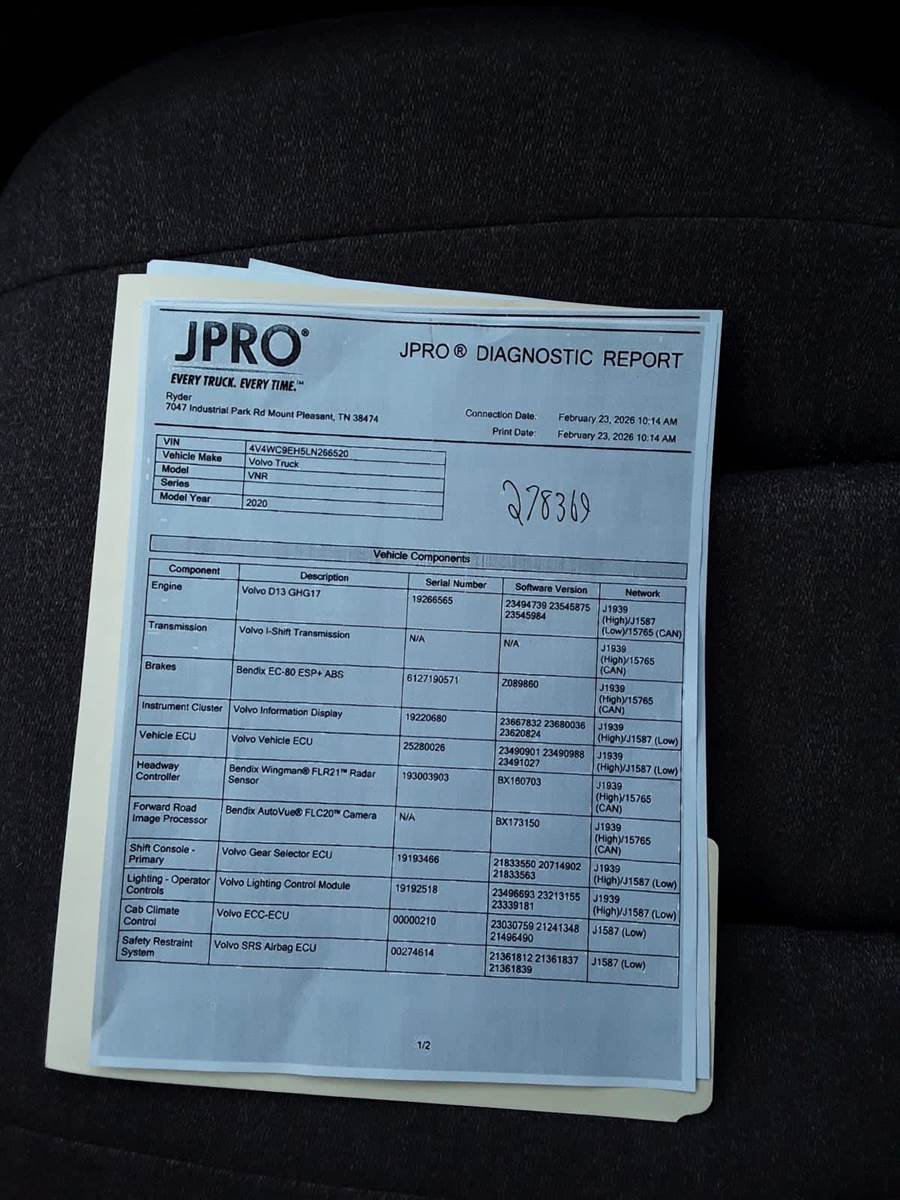 JPRO®
JPRO® DIAGNOSTIC REPORT
EVERY TRUCK. EVERY TIME.™
Ryder
7047 Industrial Park Rd Mount Pleasant, TN 38474
Connection Date: February 23, 2026 10:14 AM
Print Date: February 23, 2026 10:14 AM
VIN 4V4WC9EH5LN266520
Vehicle Make Volvo Truck
Model VNR
Series
Model Year 2020
278369
Vehicle Components
Component Description Serial Number Software Version Network
Engine Volvo D13 GHG17 19266565 23494739 23545875 J1939
23545984 (High)/J1587
(Low)/15765 (CAN)
Transmission Volvo I-Shift Transmission N/A N/A J1939
(High)/15765
(CAN)
Brakes Bendix EC-80 ESP+ ABS 6127190571 Z089860 J1939
(High)/15765
(CAN)
Instrument Cluster Volvo Information Display 19220680 23667832 23680036 J1939
23620824 (High)/J1587 (Low)
Vehicle ECU Volvo Vehicle ECU 25280026 23490901 23490988 J1939
23491027 (High)/J1587 (Low)
Headway Bendix Wingman® FLR21™ Radar 193003903 BX160703 J1939
Controller Sensor (High)/15765
(CAN)
Forward Road Bendix AutoVue® FLC20™ Camera N/A BX173150 J1939
Image Processor (High)/15765
(CAN)
Shift Console - Volvo Gear Selector ECU 19193466 21833550 20714902 J1939
Primary 21833563 (High)/J1587 (Low)
Lighting - Operator Volvo Lighting Control Module 19192518 23496693 23213155 J1939
Controls 23339181 (High)/J1587 (Low)
Cab Climate Volvo ECC-ECU 00000210 23030759 21241348 J1587 (Low)
Control 21496490
Safety Restraint Volvo SRS Airbag ECU 00274614 21361812 21361837 J1587 (Low)
System 21361839
1/2